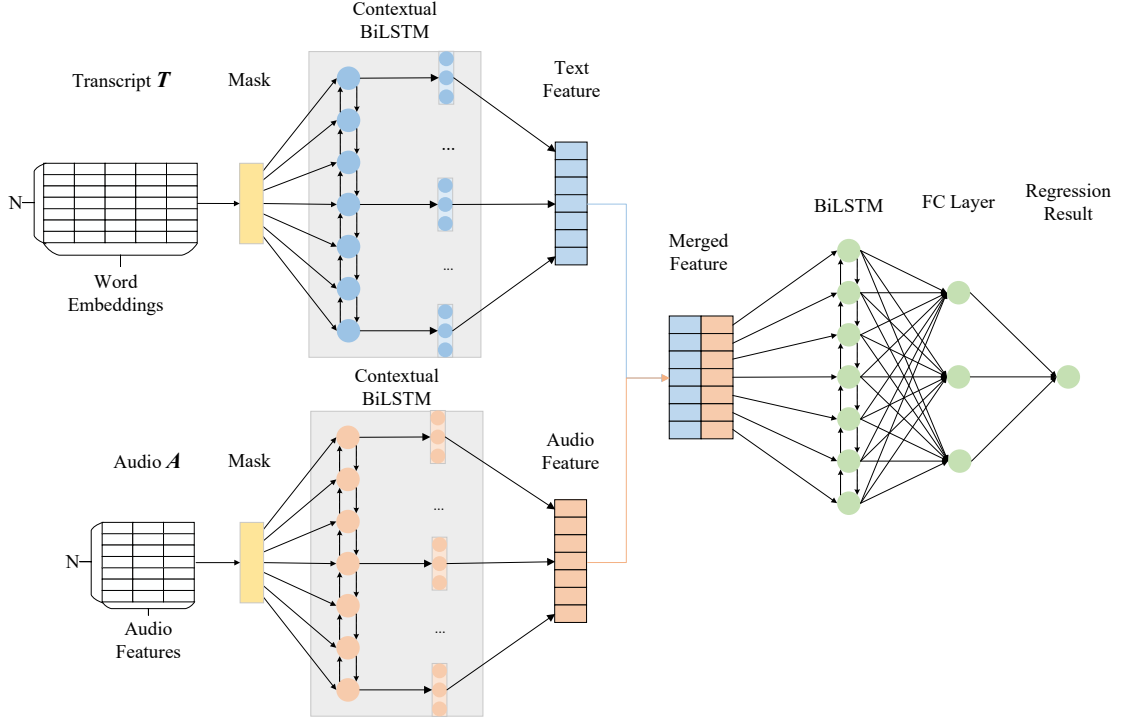 Contextual
BiLSTM
Transcript T
Mask
Text
Feature
...
N
...
Word
Embeddings
Contextual
BiLSTM
Audio A
Mask
Audio
Feature
...
N
...
Audio
Features
Merged
Feature
BiLSTM
FC Layer
Regression
Result